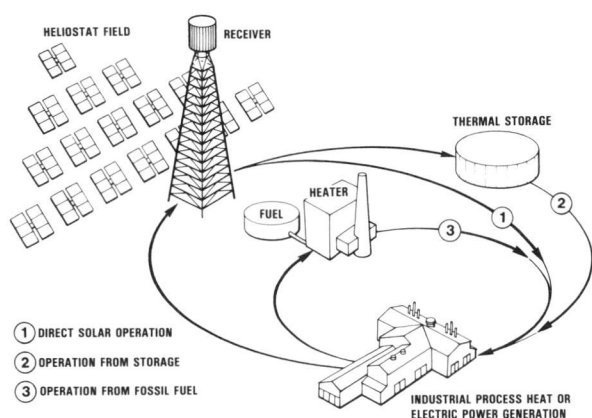 HELIOSTAT FIELD
RECEIVER
THERMAL STORAGE
HEATER
FUEL
1
2
3
1 DIRECT SOLAR OPERATION
2 OPERATION FROM STORAGE
3 OPERATION FROM FOSSIL FUEL
INDUSTRIAL PROCESS HEAT OR
ELECTRIC POWER GENERATION